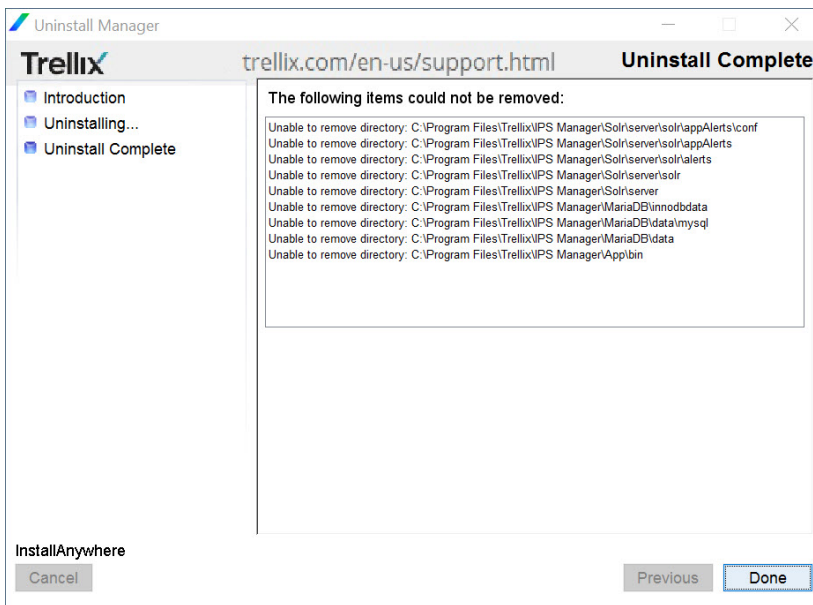 Uninstall Manager
Trellix
trellix.com/en-us/support.html
Uninstall Complete
Introduction
Uninstalling...
Uninstall Complete
The following items could not be removed:
Unable to remove directory: C:\Program Files\Trellix\IPS Manager\Solr\server\solr\appAlerts\conf
Unable to remove directory: C:\Program Files\Trellix\IPS Manager\Solr\server\solr\appAlerts
Unable to remove directory: C:\Program Files\Trellix\IPS Manager\Solr\server\solr\alerts
Unable to remove directory: C:\Program Files\Trellix\IPS Manager\Solr\server\solr
Unable to remove directory: C:\Program Files\Trellix\IPS Manager\Solr\server
Unable to remove directory: C:\Program Files\Trellix\IPS Manager\MariaDB\innodbdata
Unable to remove directory: C:\Program Files\Trellix\IPS Manager\MariaDB\data\mysql
Unable to remove directory: C:\Program Files\Trellix\IPS Manager\MariaDB\data
Unable to remove directory: C:\Program Files\Trellix\IPS Manager\App\bin
InstallAnywhere
Cancel
Previous
Done